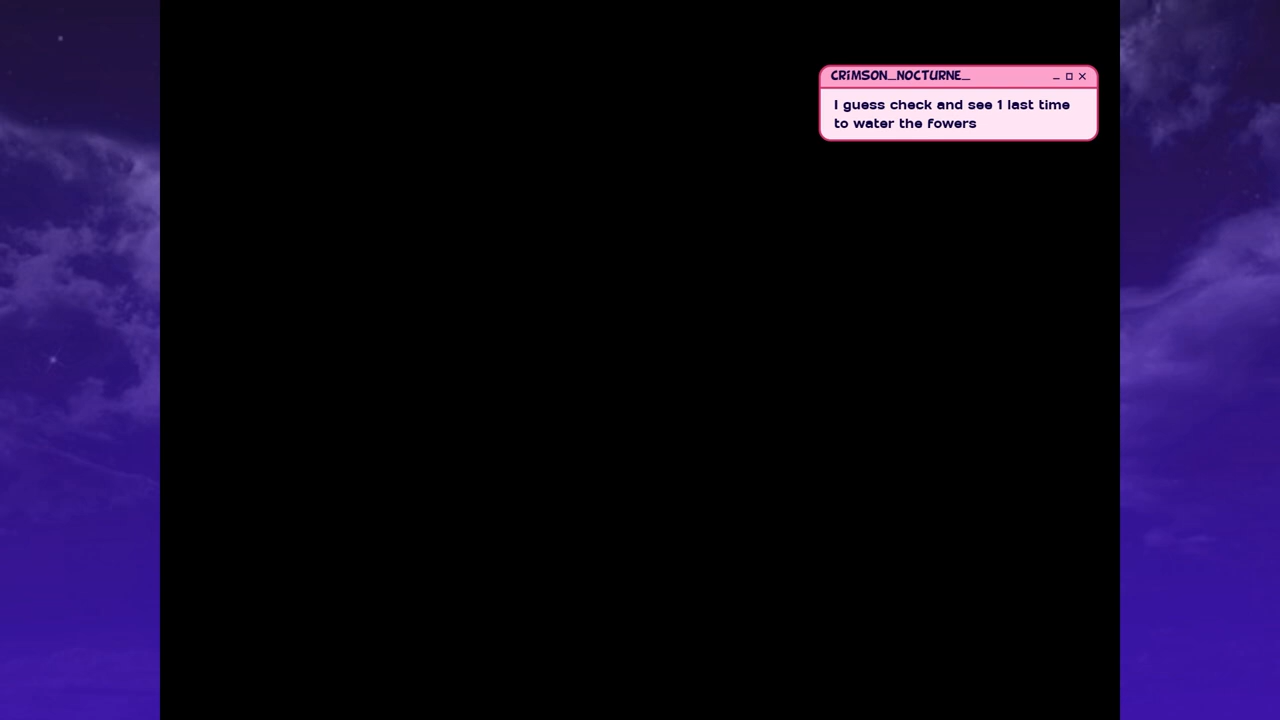 CRIMSON_NOCTURNE_
I guess check and see 1 last time
to water the fowers